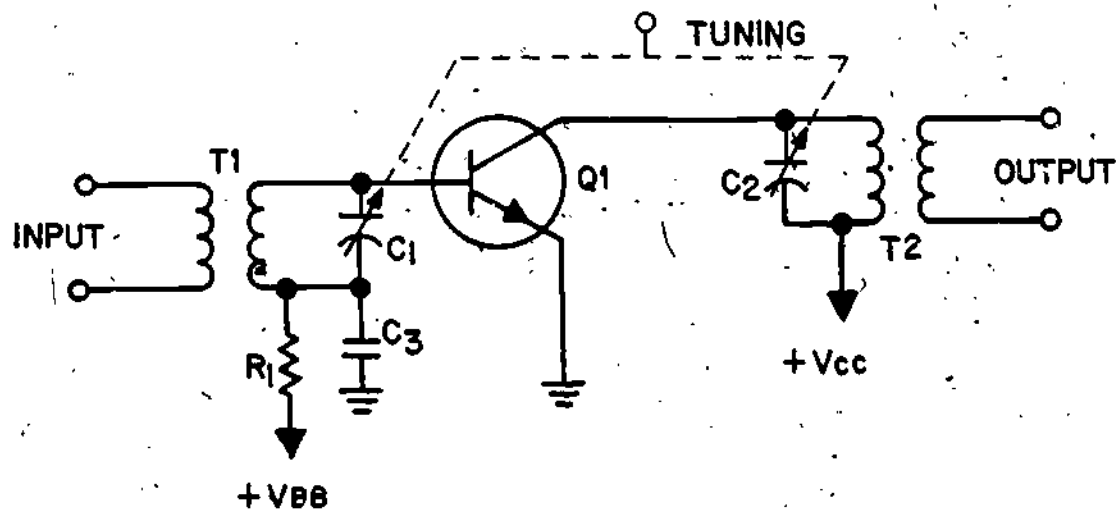 TUNING
T1
Q1
C2
OUTPUT
INPUT
C1
T2
C3
R1
+Vcc
+VBB